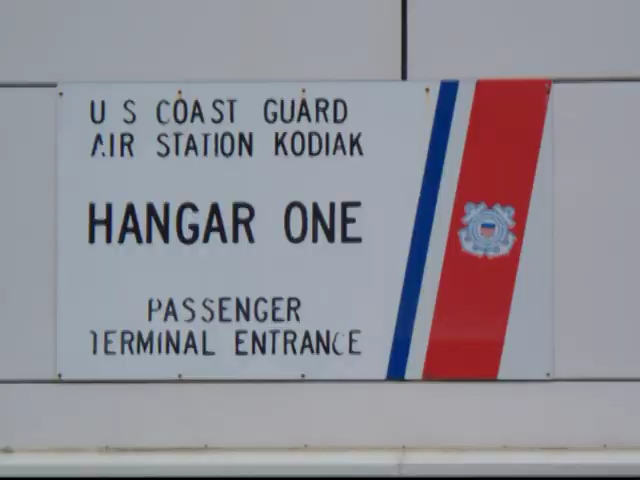 U S COAST GUARD
AIR STATION KODIAK
HANGAR ONE
PASSENGER
TERMINAL ENTRANCE